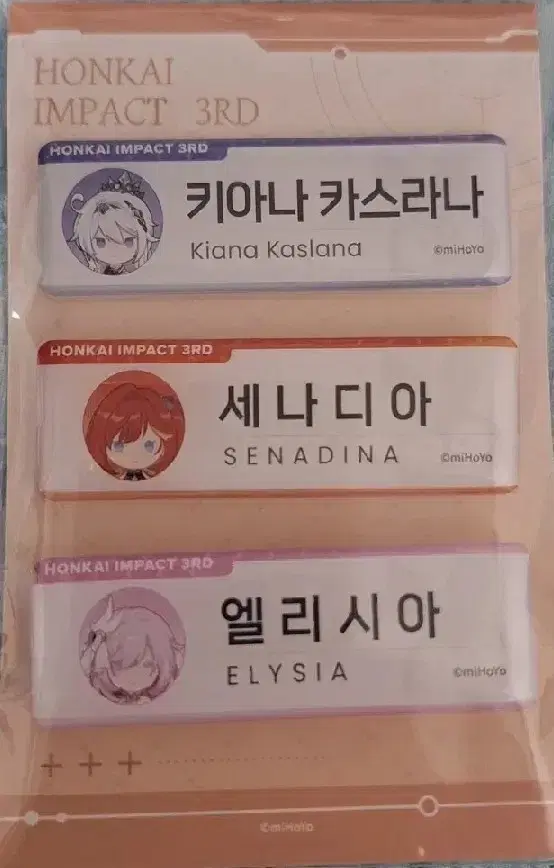 HONKAI
IMPACT 3RD
HONKAI IMPACT 3RD
키아나 카스라나
Kiana Kaslana
©miHoYo
HONKAI IMPACT 3RD
세나디아
SENADINA
©miHoYo
HONKAI IMPACT 3RD
엘리시아
ELYSIA
©miHoYo
+ + +
©miHoYo